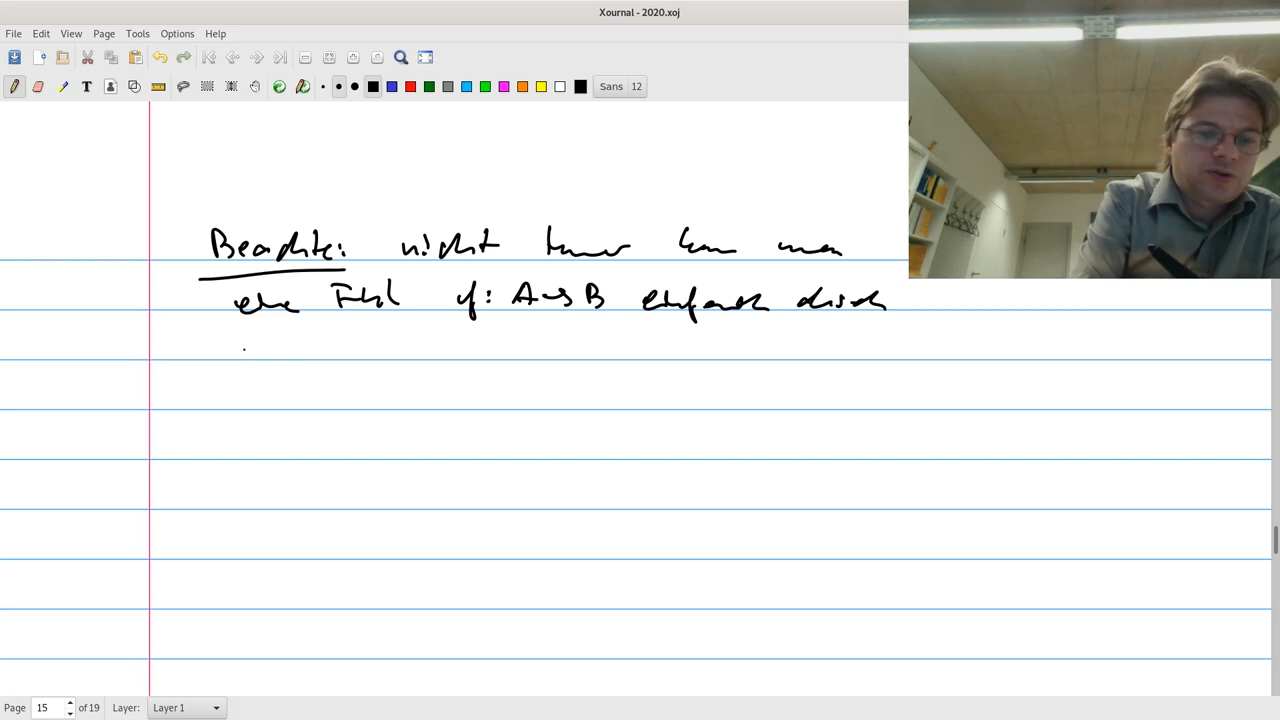 Xournal - 2020.xoj
File Edit View Page Tools Options Help
Sans 12
Beachte: nicht immer kann man
eine Fkt f: A→B einfach durch
Page 15 of 19 Layer: Layer 1